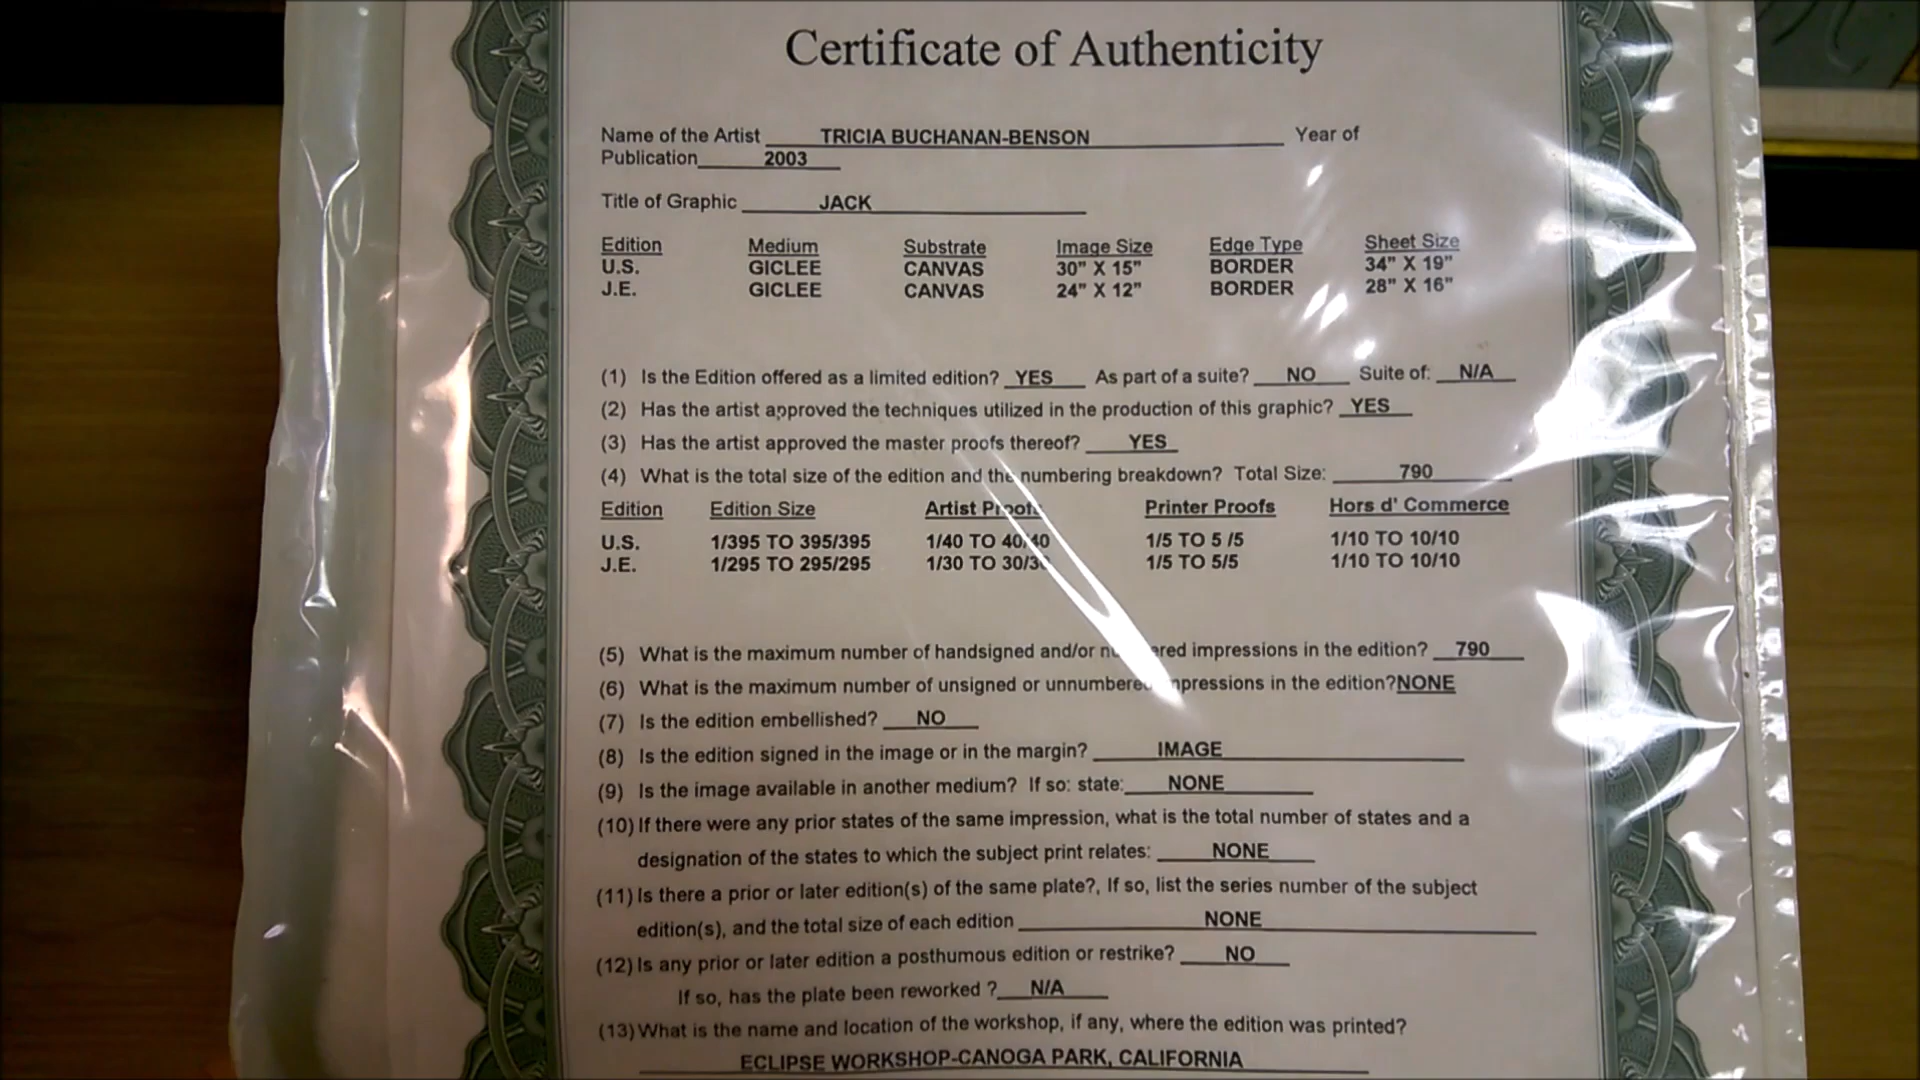 Certificate of Authenticity
Name of the Artist TRICIA BUCHANAN-BENSON Year of
Publication 2003
Title of Graphic JACK
Edition Medium Substrate Image Size Edge Type Sheet Size
U.S. GICLEE CANVAS 30" X 15" BORDER 34" X 19"
J.E. GICLEE CANVAS 24" X 12" BORDER 28" X 16"
(1) Is the Edition offered as a limited edition? YES As part of a suite? NO Suite of: N/A
(2) Has the artist approved the techniques utilized in the production of this graphic? YES
(3) Has the artist approved the master proofs thereof? YES
(4) What is the total size of the edition and the numbering breakdown? Total Size: 790
Edition Edition Size Artist Proofs Printer Proofs Hors d' Commerce
U.S. 1/395 TO 395/395 1/40 TO 40/40 1/5 TO 5 /5 1/10 TO 10/10
J.E. 1/295 TO 295/295 1/30 TO 30/30 1/5 TO 5/5 1/10 TO 10/10
(5) What is the maximum number of handsigned and/or impressions in the edition? 790
(6) What is the maximum number of unsigned or unnumbered impressions in the edition?NONE
(7) Is the edition embellished? NO
(8) Is the edition signed in the image or in the margin? IMAGE
(9) Is the image available in another medium? If so: state: NONE
(10) If there were any prior states of the same impression, what is the total number of states and a
designation of the states to which the subject print relates: NONE
(11) Is there a prior or later edition(s) of the same plate?, If so, list the series number of the subject
edition(s), and the total size of each edition NONE
(12) Is any prior or later edition a posthumous edition or restrike? NO
If so, has the plate been reworked ? N/A
(13) What is the name and location of the workshop, if any, where the edition was printed?
ECLIPSE WORKSHOP-CANOGA PARK, CALIFORNIA